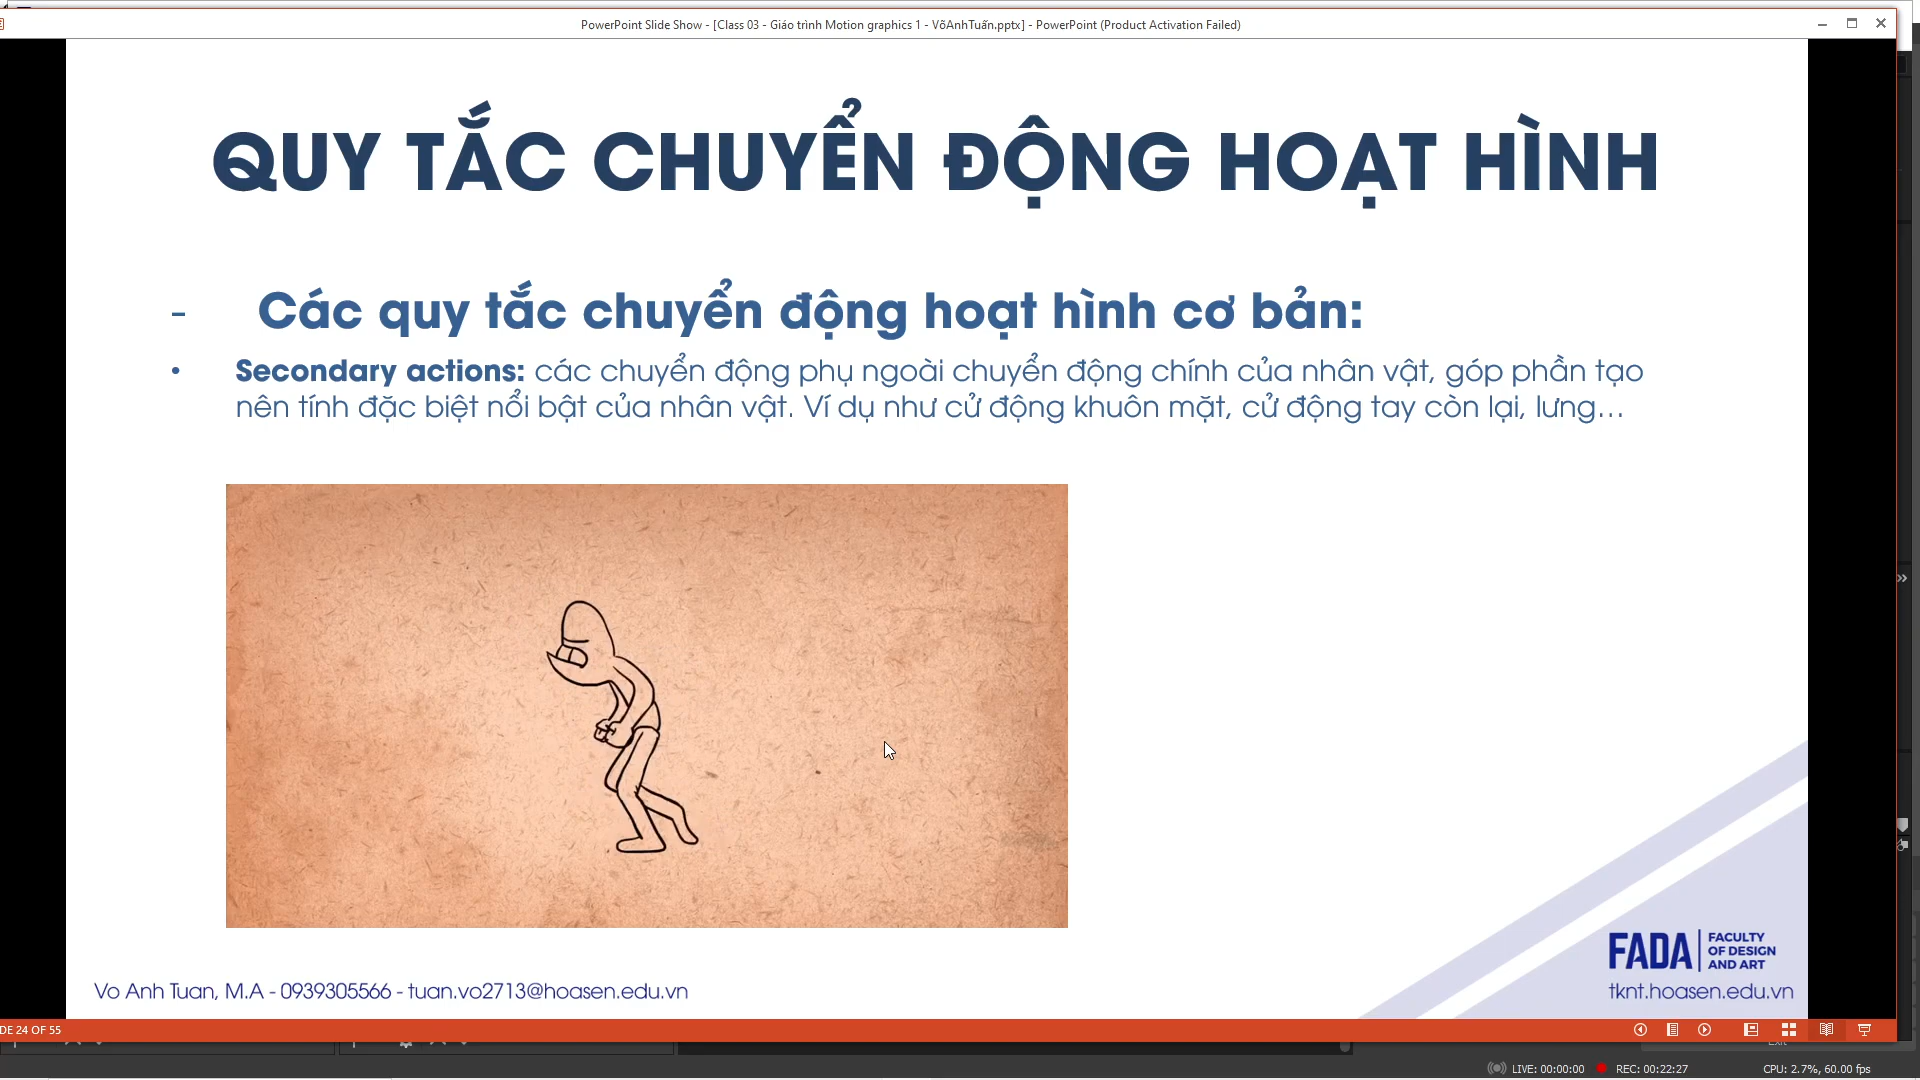 PowerPoint Slide Show - [Class 03 - Giáo trình Motion graphics 1 - VõAnhTuấn.pptx] - PowerPoint (Product Activation Failed)
QUY TẮC CHUYỂN ĐỘNG HOẠT HÌNH
- Các quy tắc chuyển động hoạt hình cơ bản:
• Secondary actions: các chuyển động phụ ngoài chuyển động chính của nhân vật, góp phần tạo
nên tính đặc biệt nổi bật của nhân vật. Ví dụ như cử động khuôn mặt, cử động tay còn lại, lưng...
FADA
FACULTY
OF DESIGN
AND ART
Vo Anh Tuan, M.A - 0939305566 - tuan.vo2713@hoasen.edu.vn
tknt.hoasen.edu.vn
DE 24 OF 55
LIVE: 00:00:00
REC: 00:22:27
CPU: 2.7%, 60.00 fps